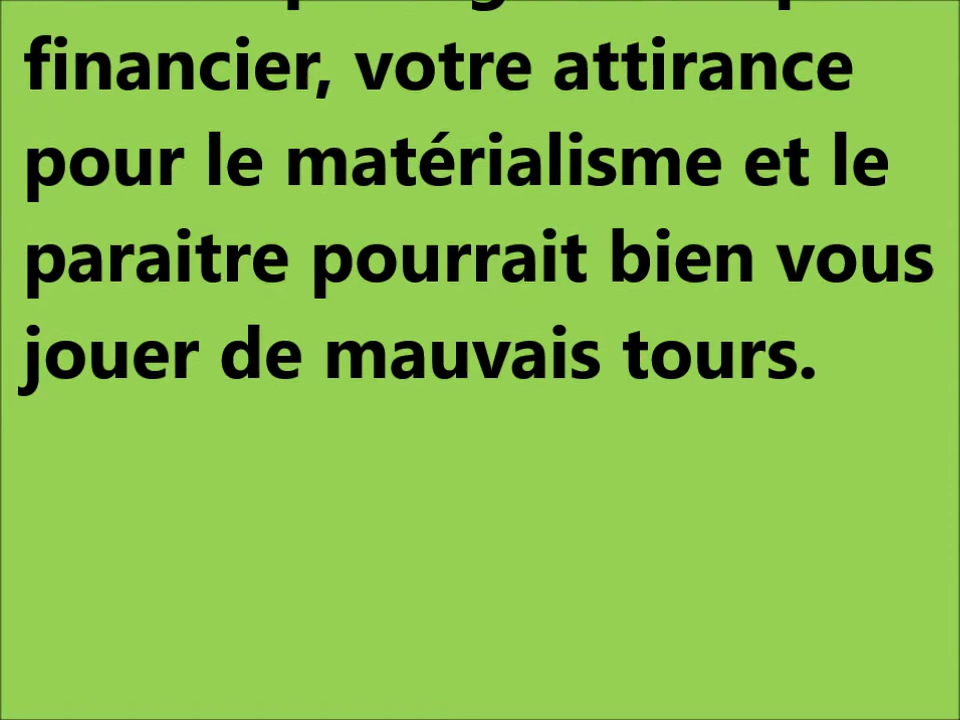 financier, votre attirance
pour le matérialisme et le
paraitre pourrait bien vous
jouer de mauvais tours.